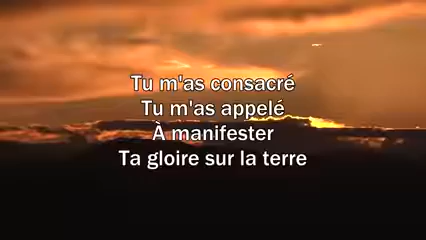 Tu m'as consacré
Tu m'as appelé
À manifester
Ta gloire sur la terre